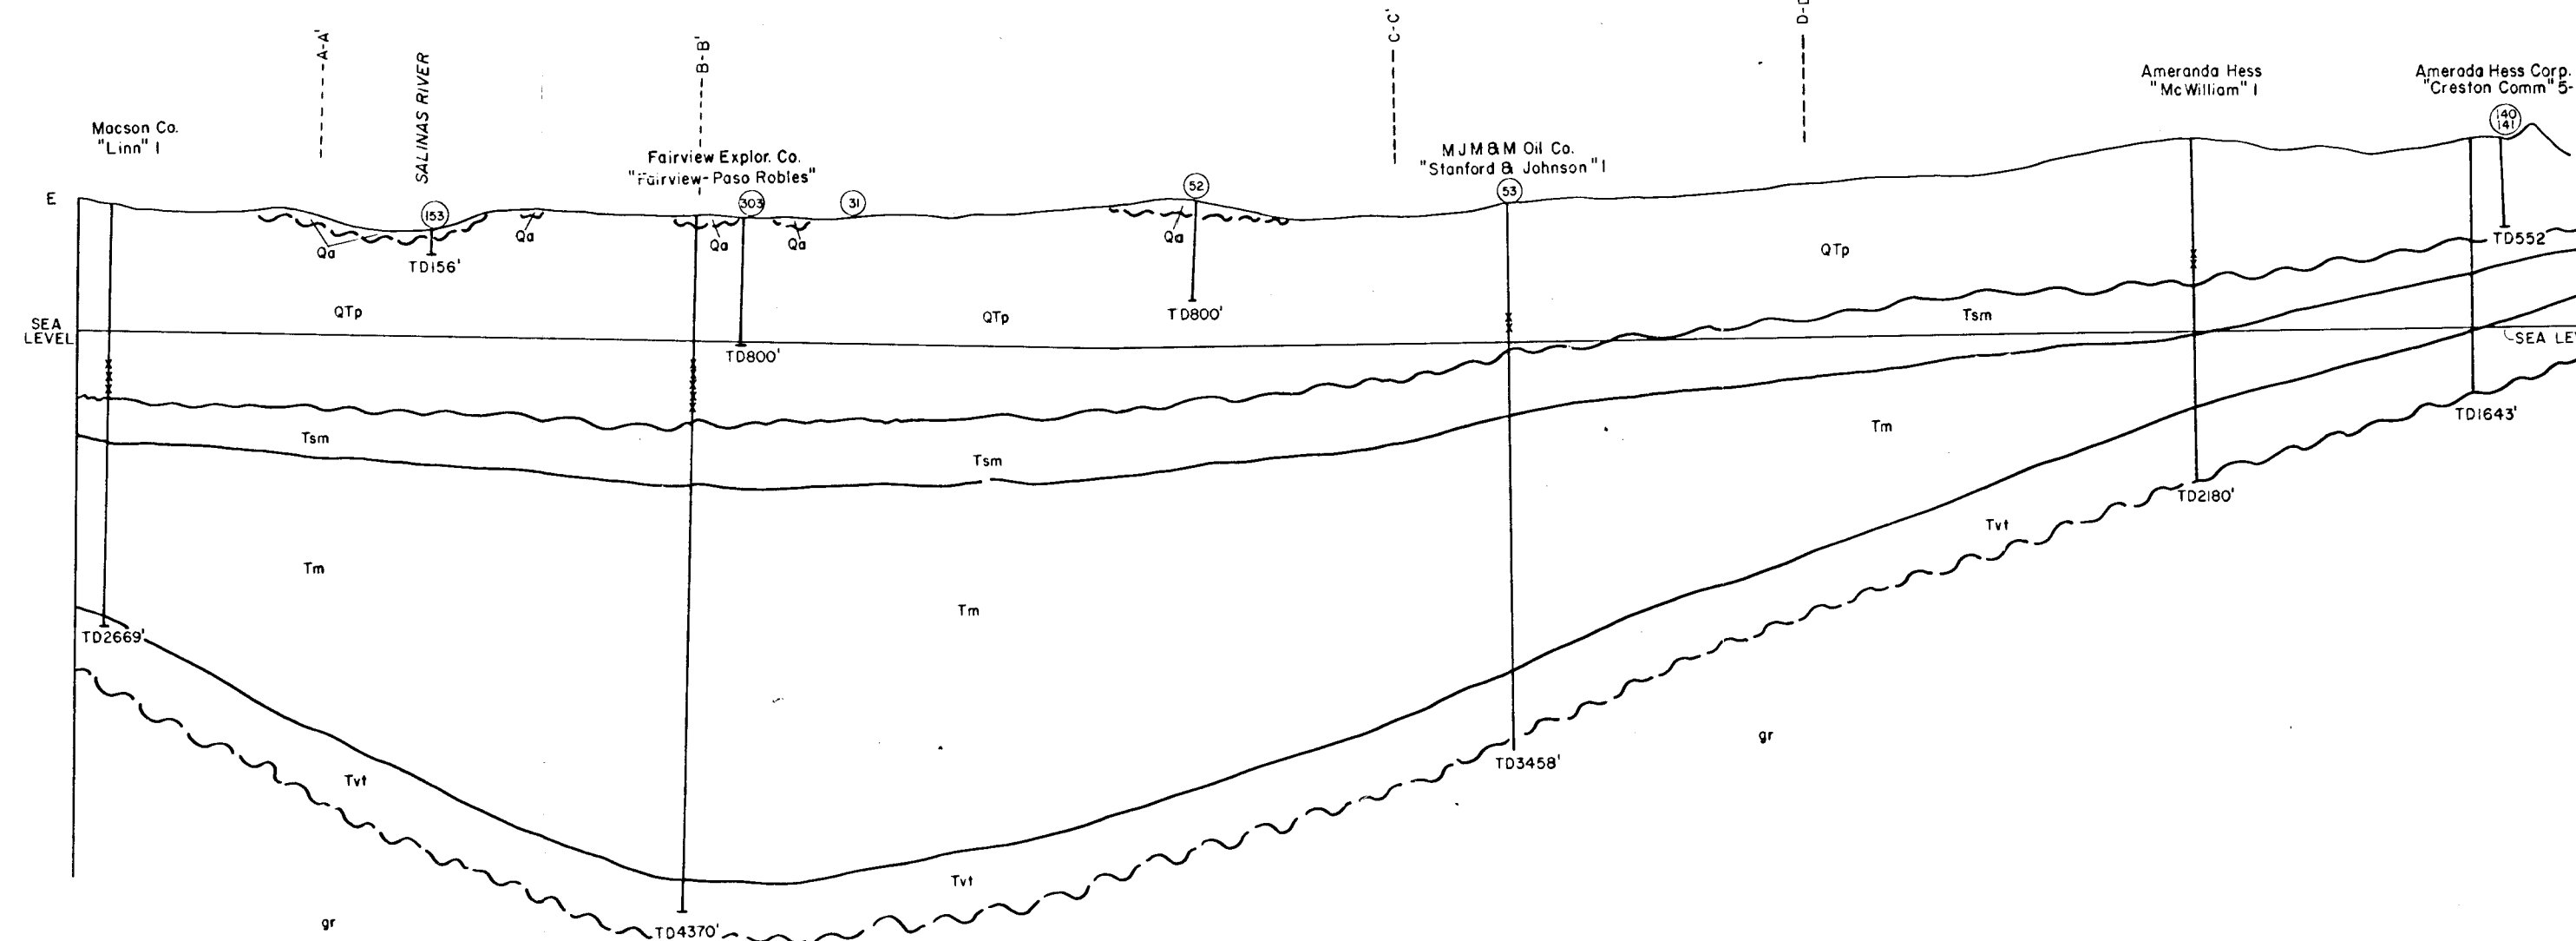 A-A'
SALINAS RIVER
B-B'
C-C'
D-D
Macson Co.
"Linn" 1
Fairview Explor. Co.
"Fairview-Paso Robles"
MJM&M Oil Co.
"Stanford & Johnson" 1
Ameranda Hess
"McWilliam" 1
Amerada Hess Corp.
"Creston Comm" 5-
140
141
E
153
303
31
52
53
Qa
Qa
Qa
Qa
Qa
TD156'
TD552
QTp
QTp
QTp
TD800'
TD800'
Tsm
SEA
LEVEL
SEA LE
Tsm
Tsm
Tm
TD1643'
TD2180'
Tvt
Tm
Tm
TD2669'
Tvt
gr
TD3458'
Tvt
gr
TD4370'